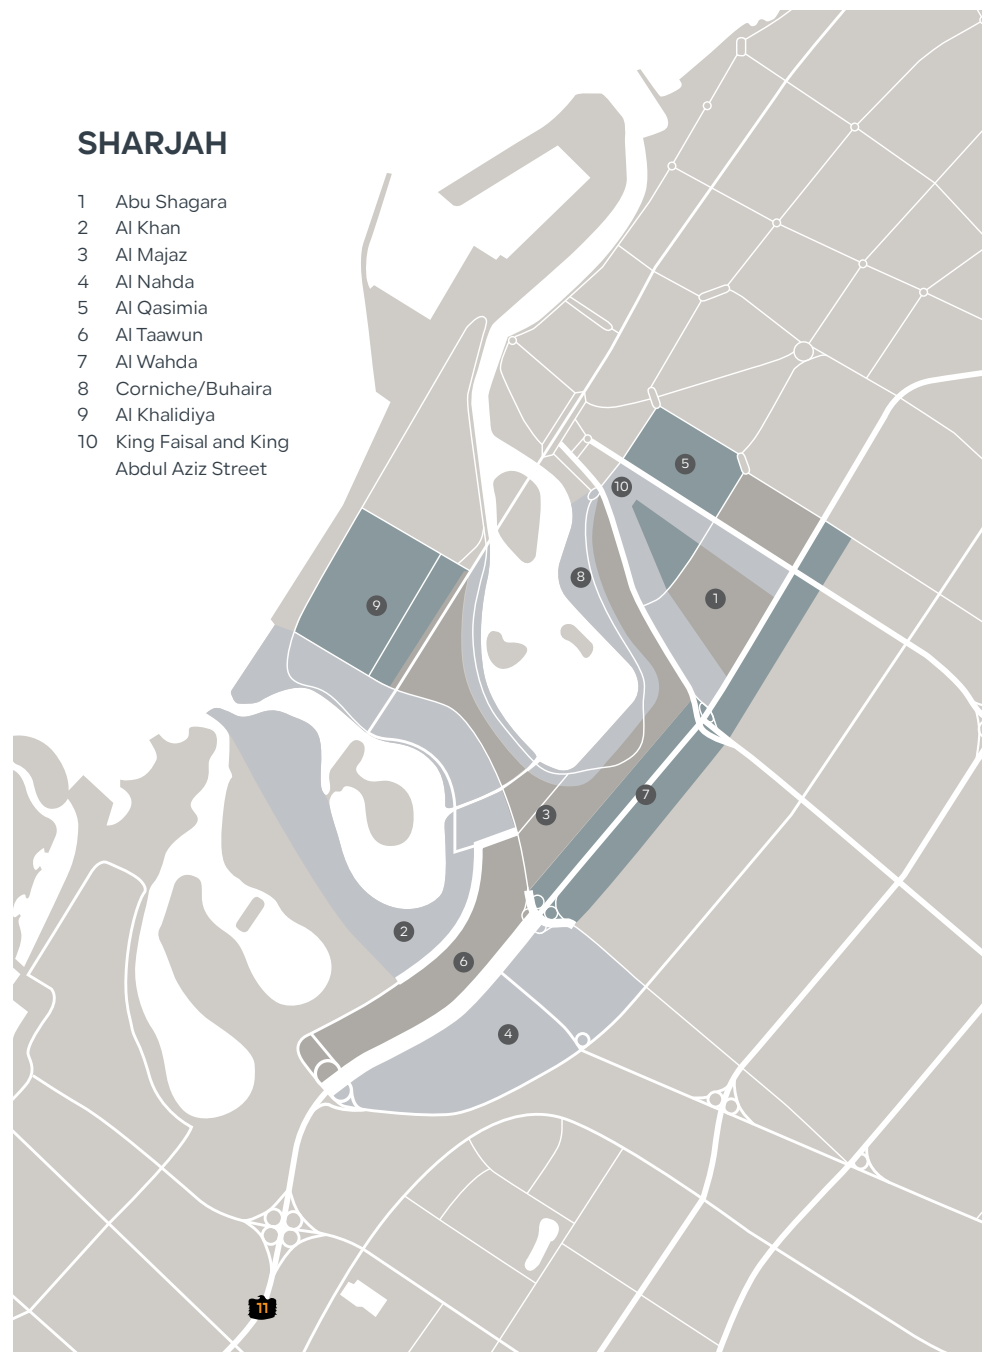 SHARJAH
1 Abu Shagara
2 Al Khan
3 Al Majaz
4 Al Nahda
5 Al Qasimia
6 Al Taawun
7 Al Wahda
8 Corniche/Buhaira
9 Al Khalidiya
10 King Faisal and King
Abdul Aziz Street
5
10
8
1
9
7
3
2
6
4
11